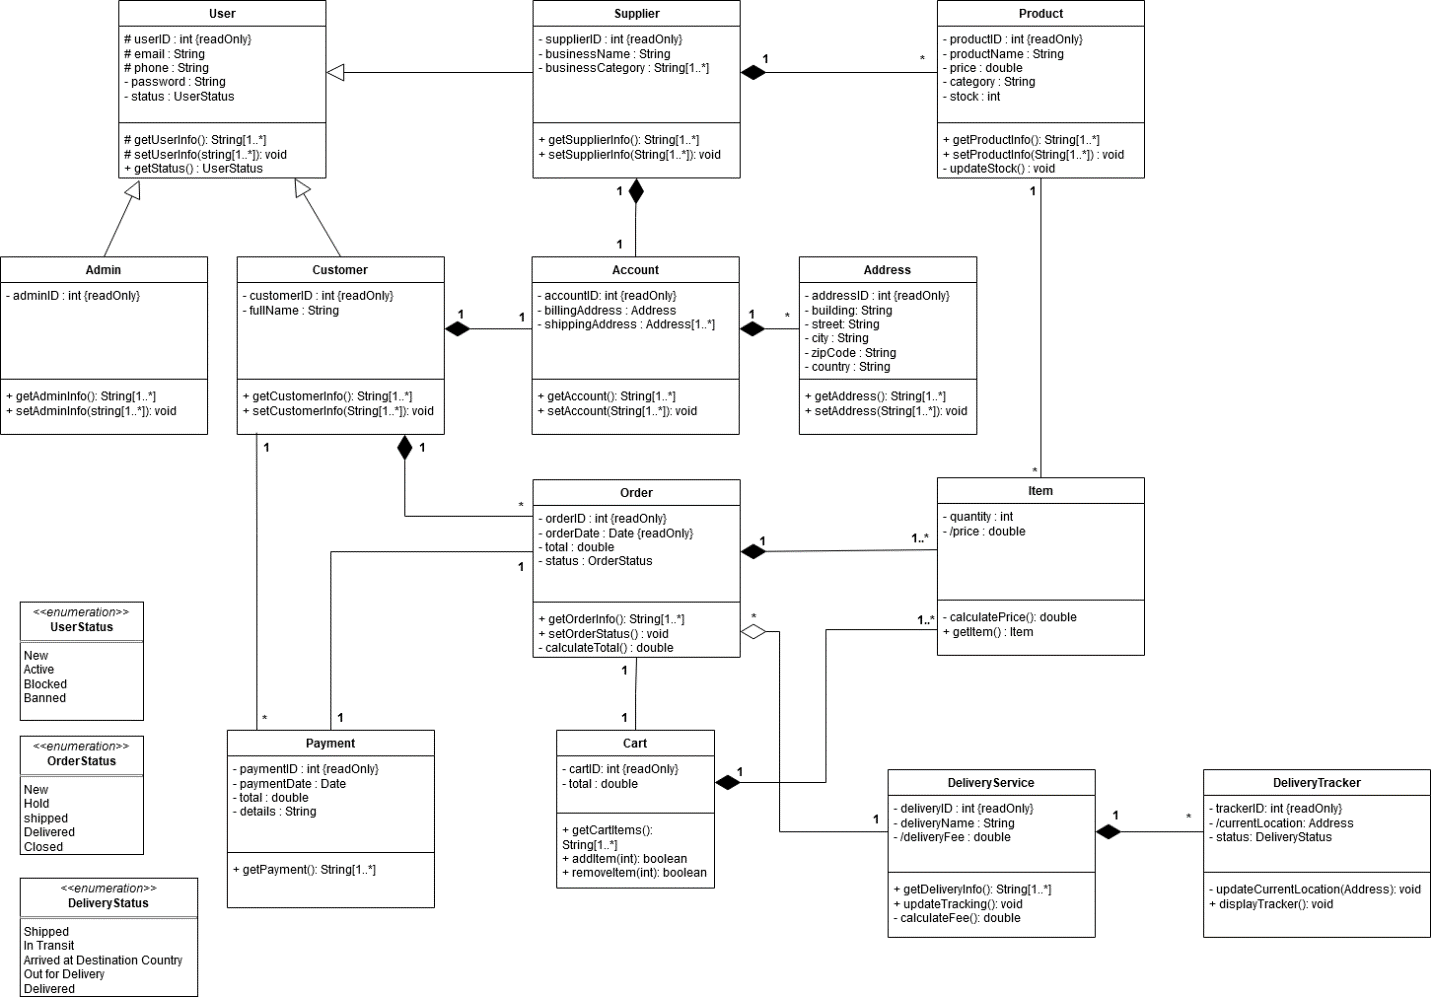 User
# userID : int {readOnly}
# email : String
# phone : String
- password : String
- status : UserStatus
# getUserInfo(): String[1..*]
# setUserInfo(string[1..*]): void
+ getStatus() : UserStatus
Supplier
- supplierID : int {readOnly}
- businessName : String
- businessCategory : String[1..*]
+ getSupplierInfo(): String[1..*]
+ setSupplierInfo(String[1..*]): void
1
*
Product
- productID : int {readOnly}
- productName : String
- price : double
- category : String
- stock : int
+ getProductInfo(): String[1..*]
+ setProductInfo(String[1..*]) : void
- updateStock() : void
1
1
1
*
Admin
- adminID : int {readOnly}
+ getAdminInfo(): String[1..*]
+ setAdminInfo(string[1..*]): void
Customer
- customerID : int {readOnly}
- fullName : String
+ getCustomerInfo(): String[1..*]
+ setCustomerInfo(String[1..*]): void
1
1
Account
- accountID: int {readOnly}
- billingAddress : Address
- shippingAddress : Address[1..*]
+ getAccount(): String[1..*]
+ setAccount(String[1..*]): void
1
*
Address
- addressID : int {readOnly}
- building: String
- street: String
- city : String
- zipCode : String
- country : String
+ getAddress(): String[1..*]
+ setAddress(String[1..*]): void
1
*
1
*
Order
- orderID : int {readOnly}
- orderDate : Date {readOnly}
- total : double
- status : OrderStatus
+ getOrderInfo(): String[1..*]
+ setOrderStatus() : void
- calculateTotal() : double
1
1
1
1..*
Item
- quantity : int
- /price : double
- calculatePrice(): double
+ getItem() : Item
*
1
1
1
1
1..*
<<enumeration>>
UserStatus
New
Active
Blocked
Banned
<<enumeration>>
OrderStatus
New
Hold
shipped
Delivered
Closed
<<enumeration>>
DeliveryStatus
Shipped
In Transit
Arrived at Destination Country
Out for Delivery
Delivered
Payment
- paymentID : int {readOnly}
- paymentDate : Date
- total : double
- details : String
+ getPayment(): String[1..*]
Cart
- cartID: int {readOnly}
- total : double
+ getCartItems():
String[1..*]
+ addItem(int): boolean
+ removeItem(int): boolean
DeliveryService
- deliveryID : int {readOnly}
- deliveryName : String
- /deliveryFee : double
+ getDeliveryInfo(): String[1..*]
+ updateTracking(): void
- calculateFee(): double
1
*
DeliveryTracker
- trackerID: int {readOnly}
- /currentLocation: Address
- status: DeliveryStatus
- updateCurrentLocation(Address): void
+ displayTracker(): void